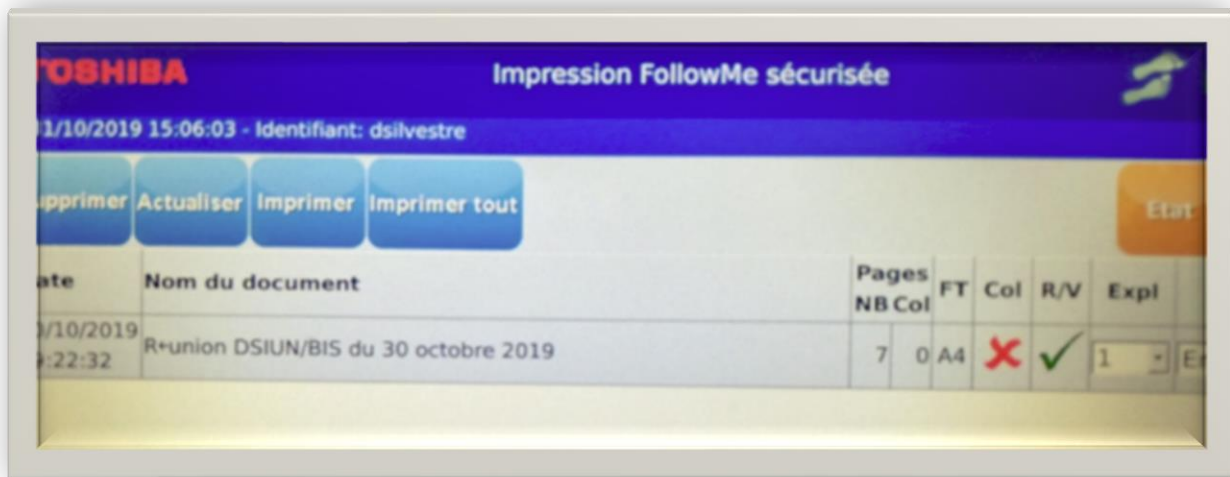 TOSHIBA
Impression FollowMe sécurisée
1/10/2019 15:06:03 - Identifiant: dsilvestre
upprimer Actualiser Imprimer Imprimer tout
Etat
ate Nom du document Pages NB Col FT Col R/V Expl
/10/2019
:22:32
R+union DSIUN/BIS du 30 octobre 2019 7 0 A4 1